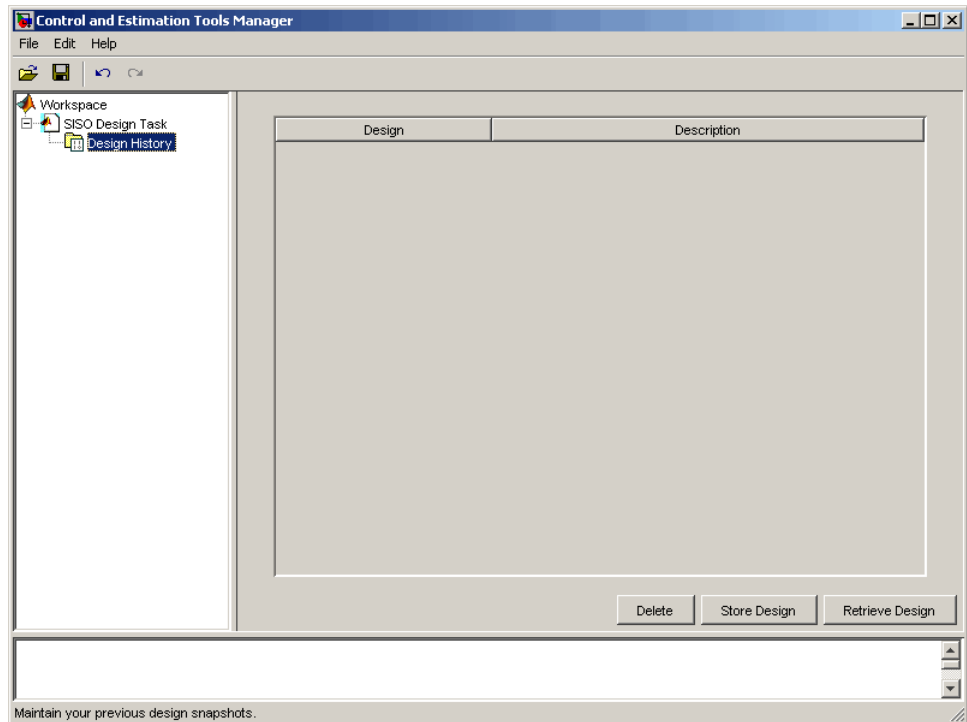 Control and Estimation Tools Manager
File Edit Help
Workspace
SISO Design Task
Design History
Design Description
Delete Store Design Retrieve Design
Maintain your previous design snapshots.